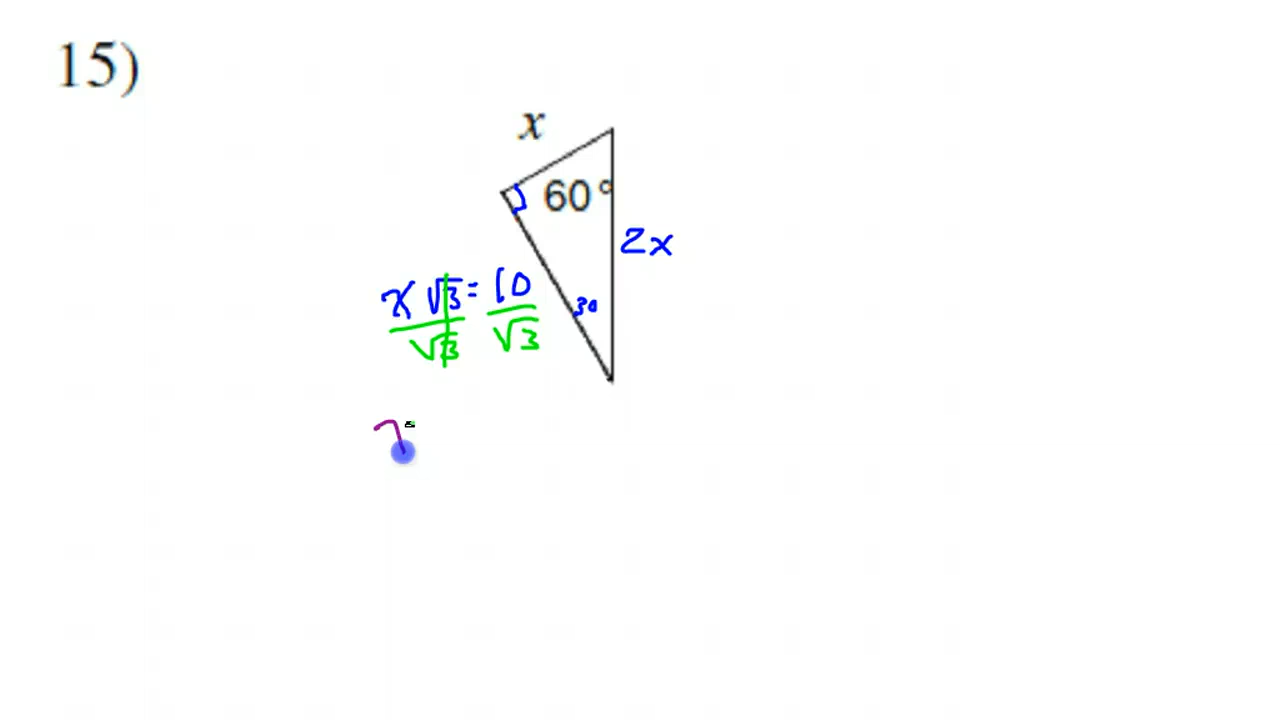 15)
x
60°
2x
x √3 = 10
30
√3 √3